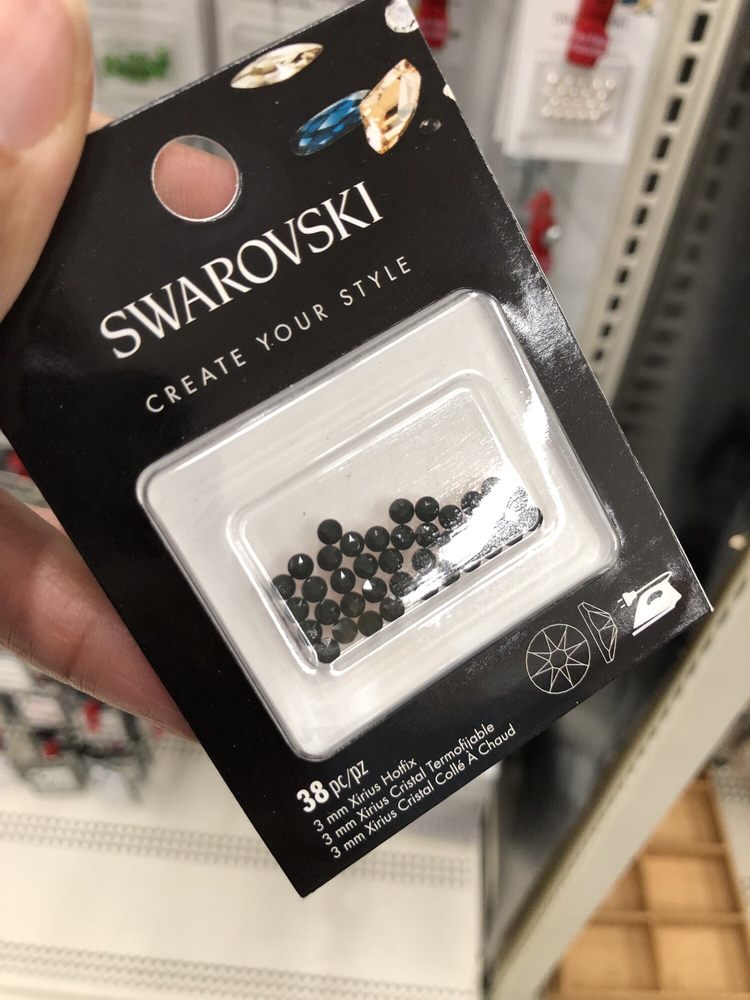 SWAROVSKI
CREATE YOUR STYLE
38 pc/pz
3 mm Xirius Hotfix
3 mm Xirius Cristal Termofijable
3 mm Xirius Cristal Collé À Chaud